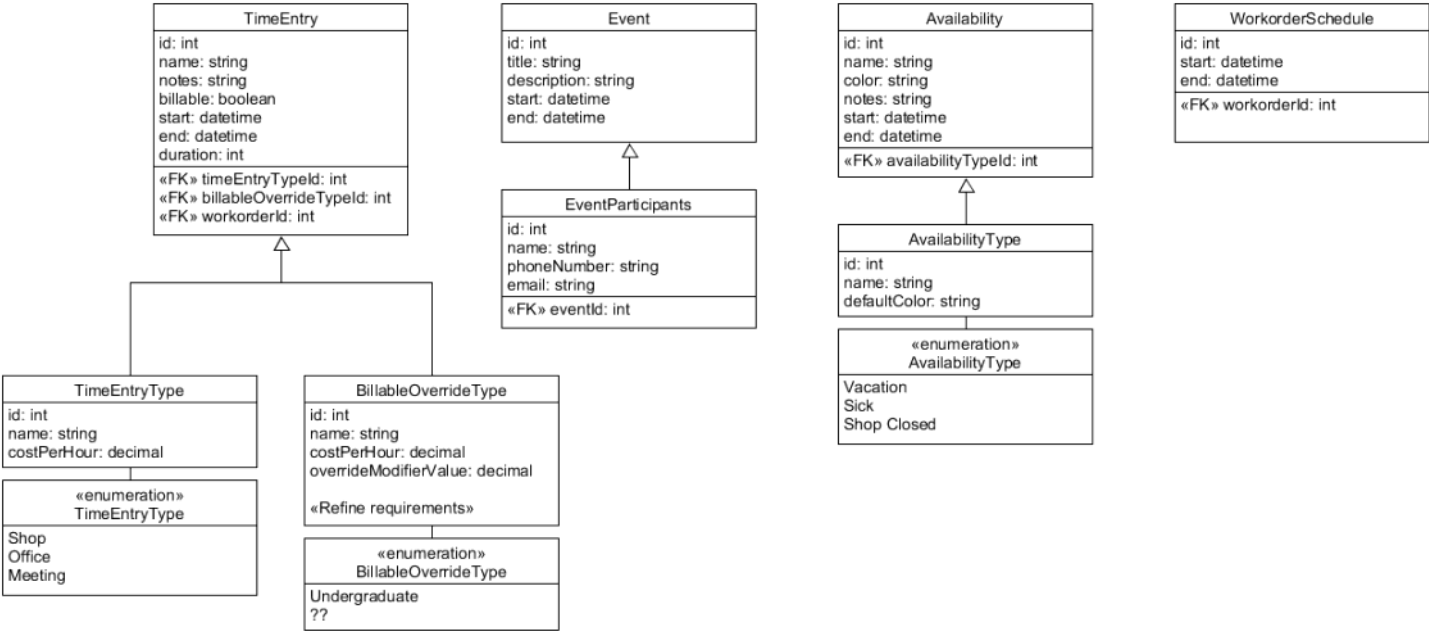 TimeEntry
id: int
name: string
notes: string
billable: boolean
start: datetime
end: datetime
duration: int
«FK» timeEntryTypeId: int
«FK» billableOverrideTypeId: int
«FK» workorderId: int
Event
id: int
title: string
description: string
start: datetime
end: datetime
Availability
id: int
name: string
color: string
notes: string
start: datetime
end: datetime
«FK» availabilityTypeId: int
WorkorderSchedule
id: int
start: datetime
end: datetime
«FK» workorderId: int
EventParticipants
id: int
name: string
phoneNumber: string
email: string
«FK» eventId: int
AvailabilityType
id: int
name: string
defaultColor: string
«enumeration»
AvailabilityType
Vacation
Sick
Shop Closed
TimeEntryType
id: int
name: string
costPerHour: decimal
«enumeration»
TimeEntryType
Shop
Office
Meeting
BillableOverrideType
id: int
name: string
costPerHour: decimal
overrideModifierValue: decimal
«Refine requirements»
«enumeration»
BillableOverrideType
Undergraduate
??